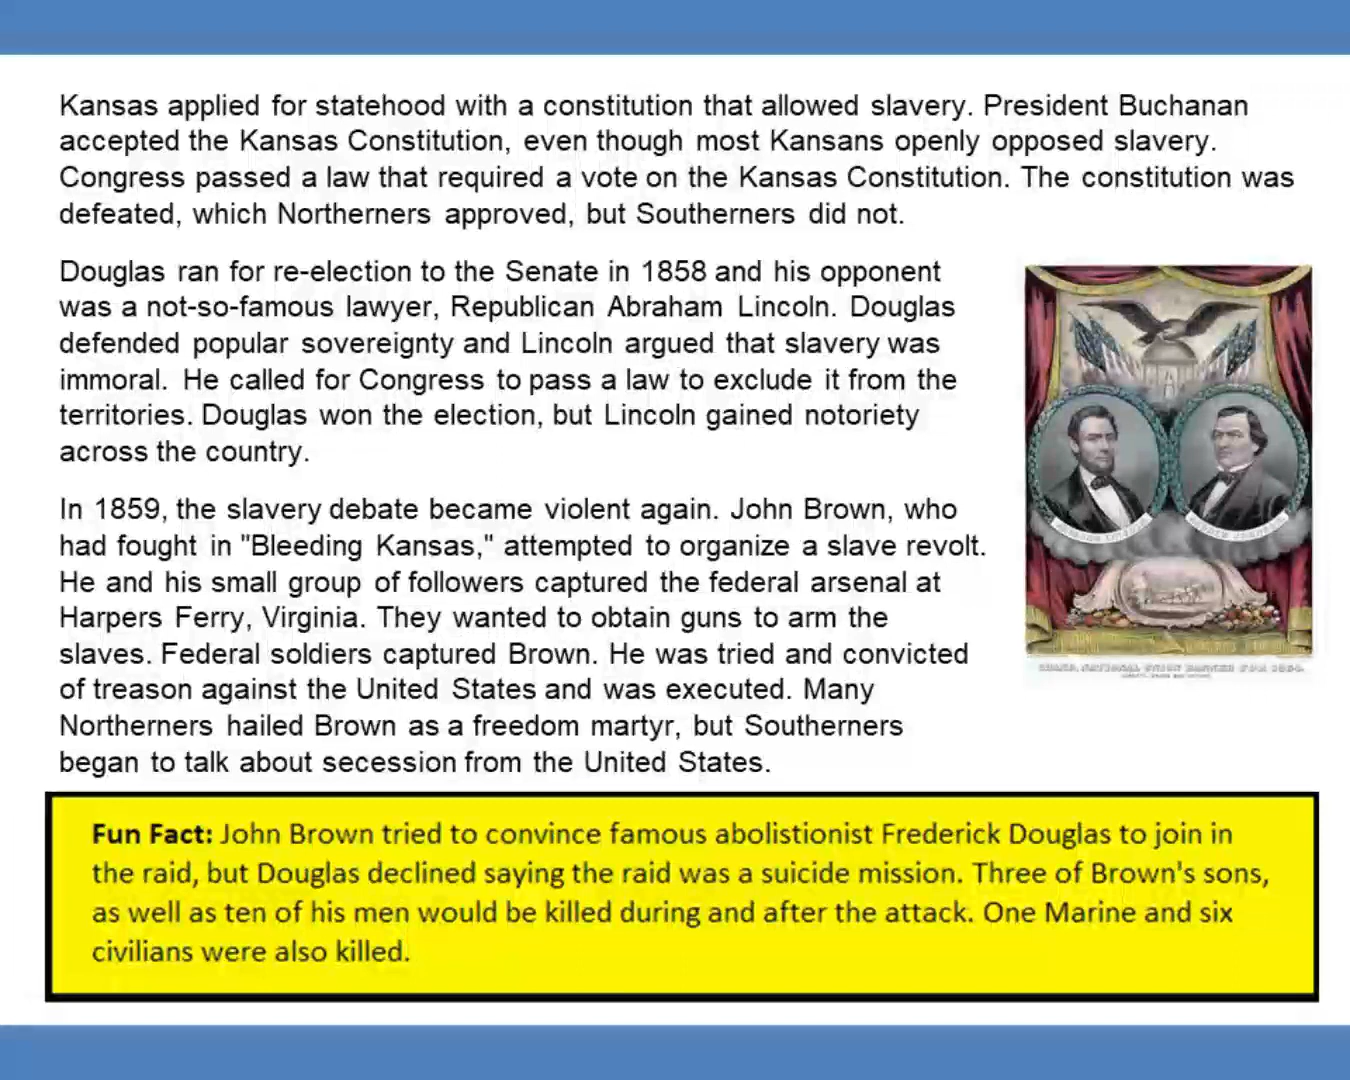 Kansas applied for statehood with a constitution that allowed slavery. President Buchanan
accepted the Kansas Constitution, even though most Kansans openly opposed slavery.
Congress passed a law that required a vote on the Kansas Constitution. The constitution was
defeated, which Northerners approved, but Southerners did not.
Douglas ran for re-election to the Senate in 1858 and his opponent
was a not-so-famous lawyer, Republican Abraham Lincoln. Douglas
defended popular sovereignty and Lincoln argued that slavery was
immoral. He called for Congress to pass a law to exclude it from the
territories. Douglas won the election, but Lincoln gained notoriety
across the country.
In 1859, the slavery debate became violent again. John Brown, who
had fought in "Bleeding Kansas," attempted to organize a slave revolt.
He and his small group of followers captured the federal arsenal at
Harpers Ferry, Virginia. They wanted to obtain guns to arm the
slaves. Federal soldiers captured Brown. He was tried and convicted
of treason against the United States and was executed. Many
Northerners hailed Brown as a freedom martyr, but Southerners
began to talk about secession from the United States.
GRAND, NATIONAL UNION BANNER FOR 1864.
Fun Fact: John Brown tried to convince famous abolistionist Frederick Douglas to join in
the raid, but Douglas declined saying the raid was a suicide mission. Three of Brown's sons,
as well as ten of his men would be killed during and after the attack. One Marine and six
civilians were also killed.